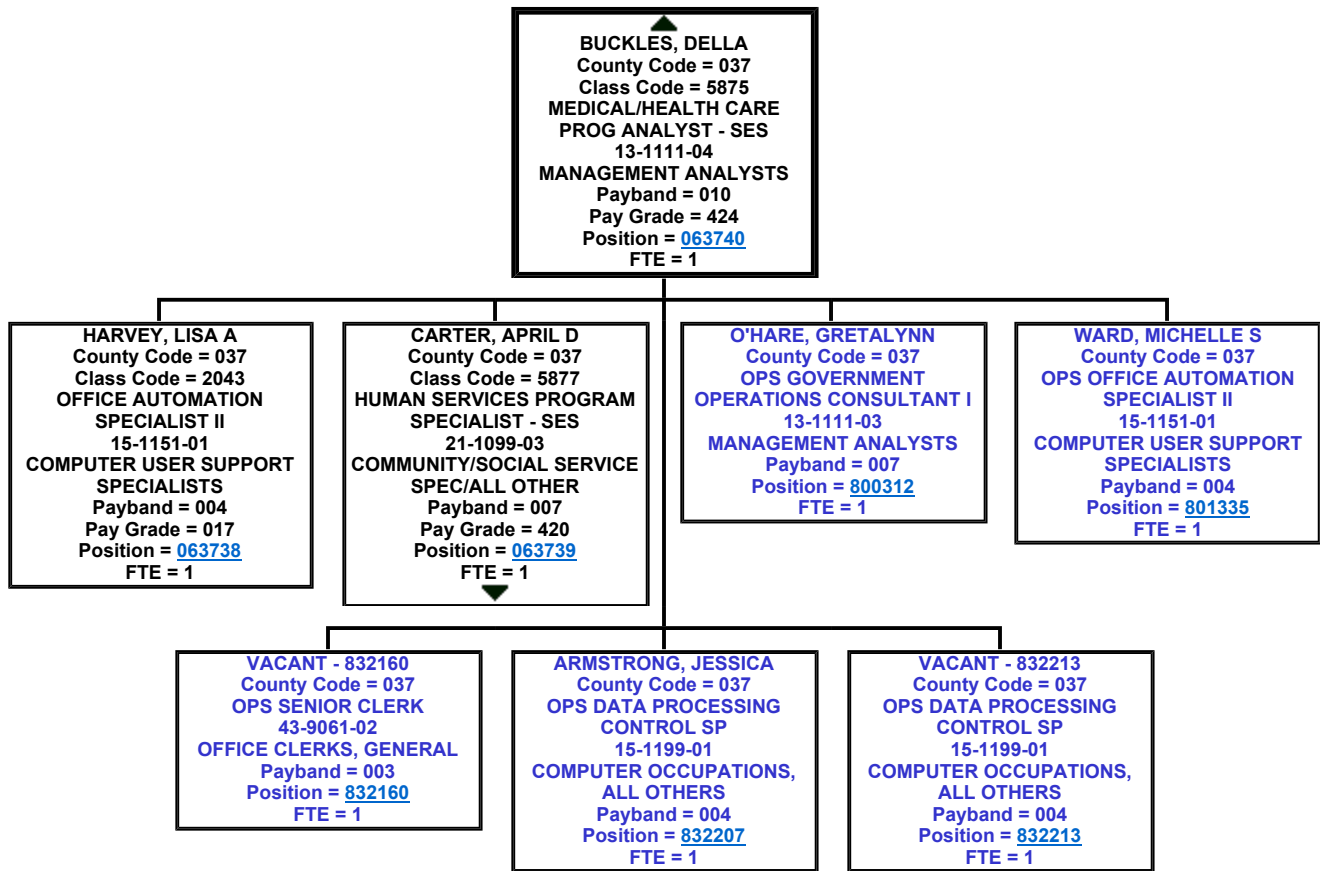 BUCKLES, DELLA
County Code = 037
Class Code = 5875
MEDICAL/HEALTH CARE
PROG ANALYST - SES
13-1111-04
MANAGEMENT ANALYSTS
Payband = 010
Pay Grade = 424
Position = 063740
FTE = 1
HARVEY, LISA A
County Code = 037
Class Code = 2043
OFFICE AUTOMATION
SPECIALIST II
15-1151-01
COMPUTER USER SUPPORT
SPECIALISTS
Payband = 004
Pay Grade = 017
Position = 063738
FTE = 1
CARTER, APRIL D
County Code = 037
Class Code = 5877
HUMAN SERVICES PROGRAM
SPECIALIST - SES
21-1099-03
COMMUNITY/SOCIAL SERVICE
SPEC/ALL OTHER
Payband = 007
Pay Grade = 420
Position = 063739
FTE = 1
O'HARE, GRETALYNN
County Code = 037
OPS GOVERNMENT
OPERATIONS CONSULTANT I
13-1111-03
MANAGEMENT ANALYSTS
Payband = 007
Position = 800312
FTE = 1
WARD, MICHELLE S
County Code = 037
OPS OFFICE AUTOMATION
SPECIALIST II
15-1151-01
COMPUTER USER SUPPORT
SPECIALISTS
Payband = 004
Position = 801335
FTE = 1
VACANT - 832160
County Code = 037
OPS SENIOR CLERK
43-9061-02
OFFICE CLERKS, GENERAL
Payband = 003
Position = 832160
FTE = 1
ARMSTRONG, JESSICA
County Code = 037
OPS DATA PROCESSING
CONTROL SP
15-1199-01
COMPUTER OCCUPATIONS,
ALL OTHERS
Payband = 004
Position = 832207
FTE = 1
VACANT - 832213
County Code = 037
OPS DATA PROCESSING
CONTROL SP
15-1199-01
COMPUTER OCCUPATIONS,
ALL OTHERS
Payband = 004
Position = 832213
FTE = 1